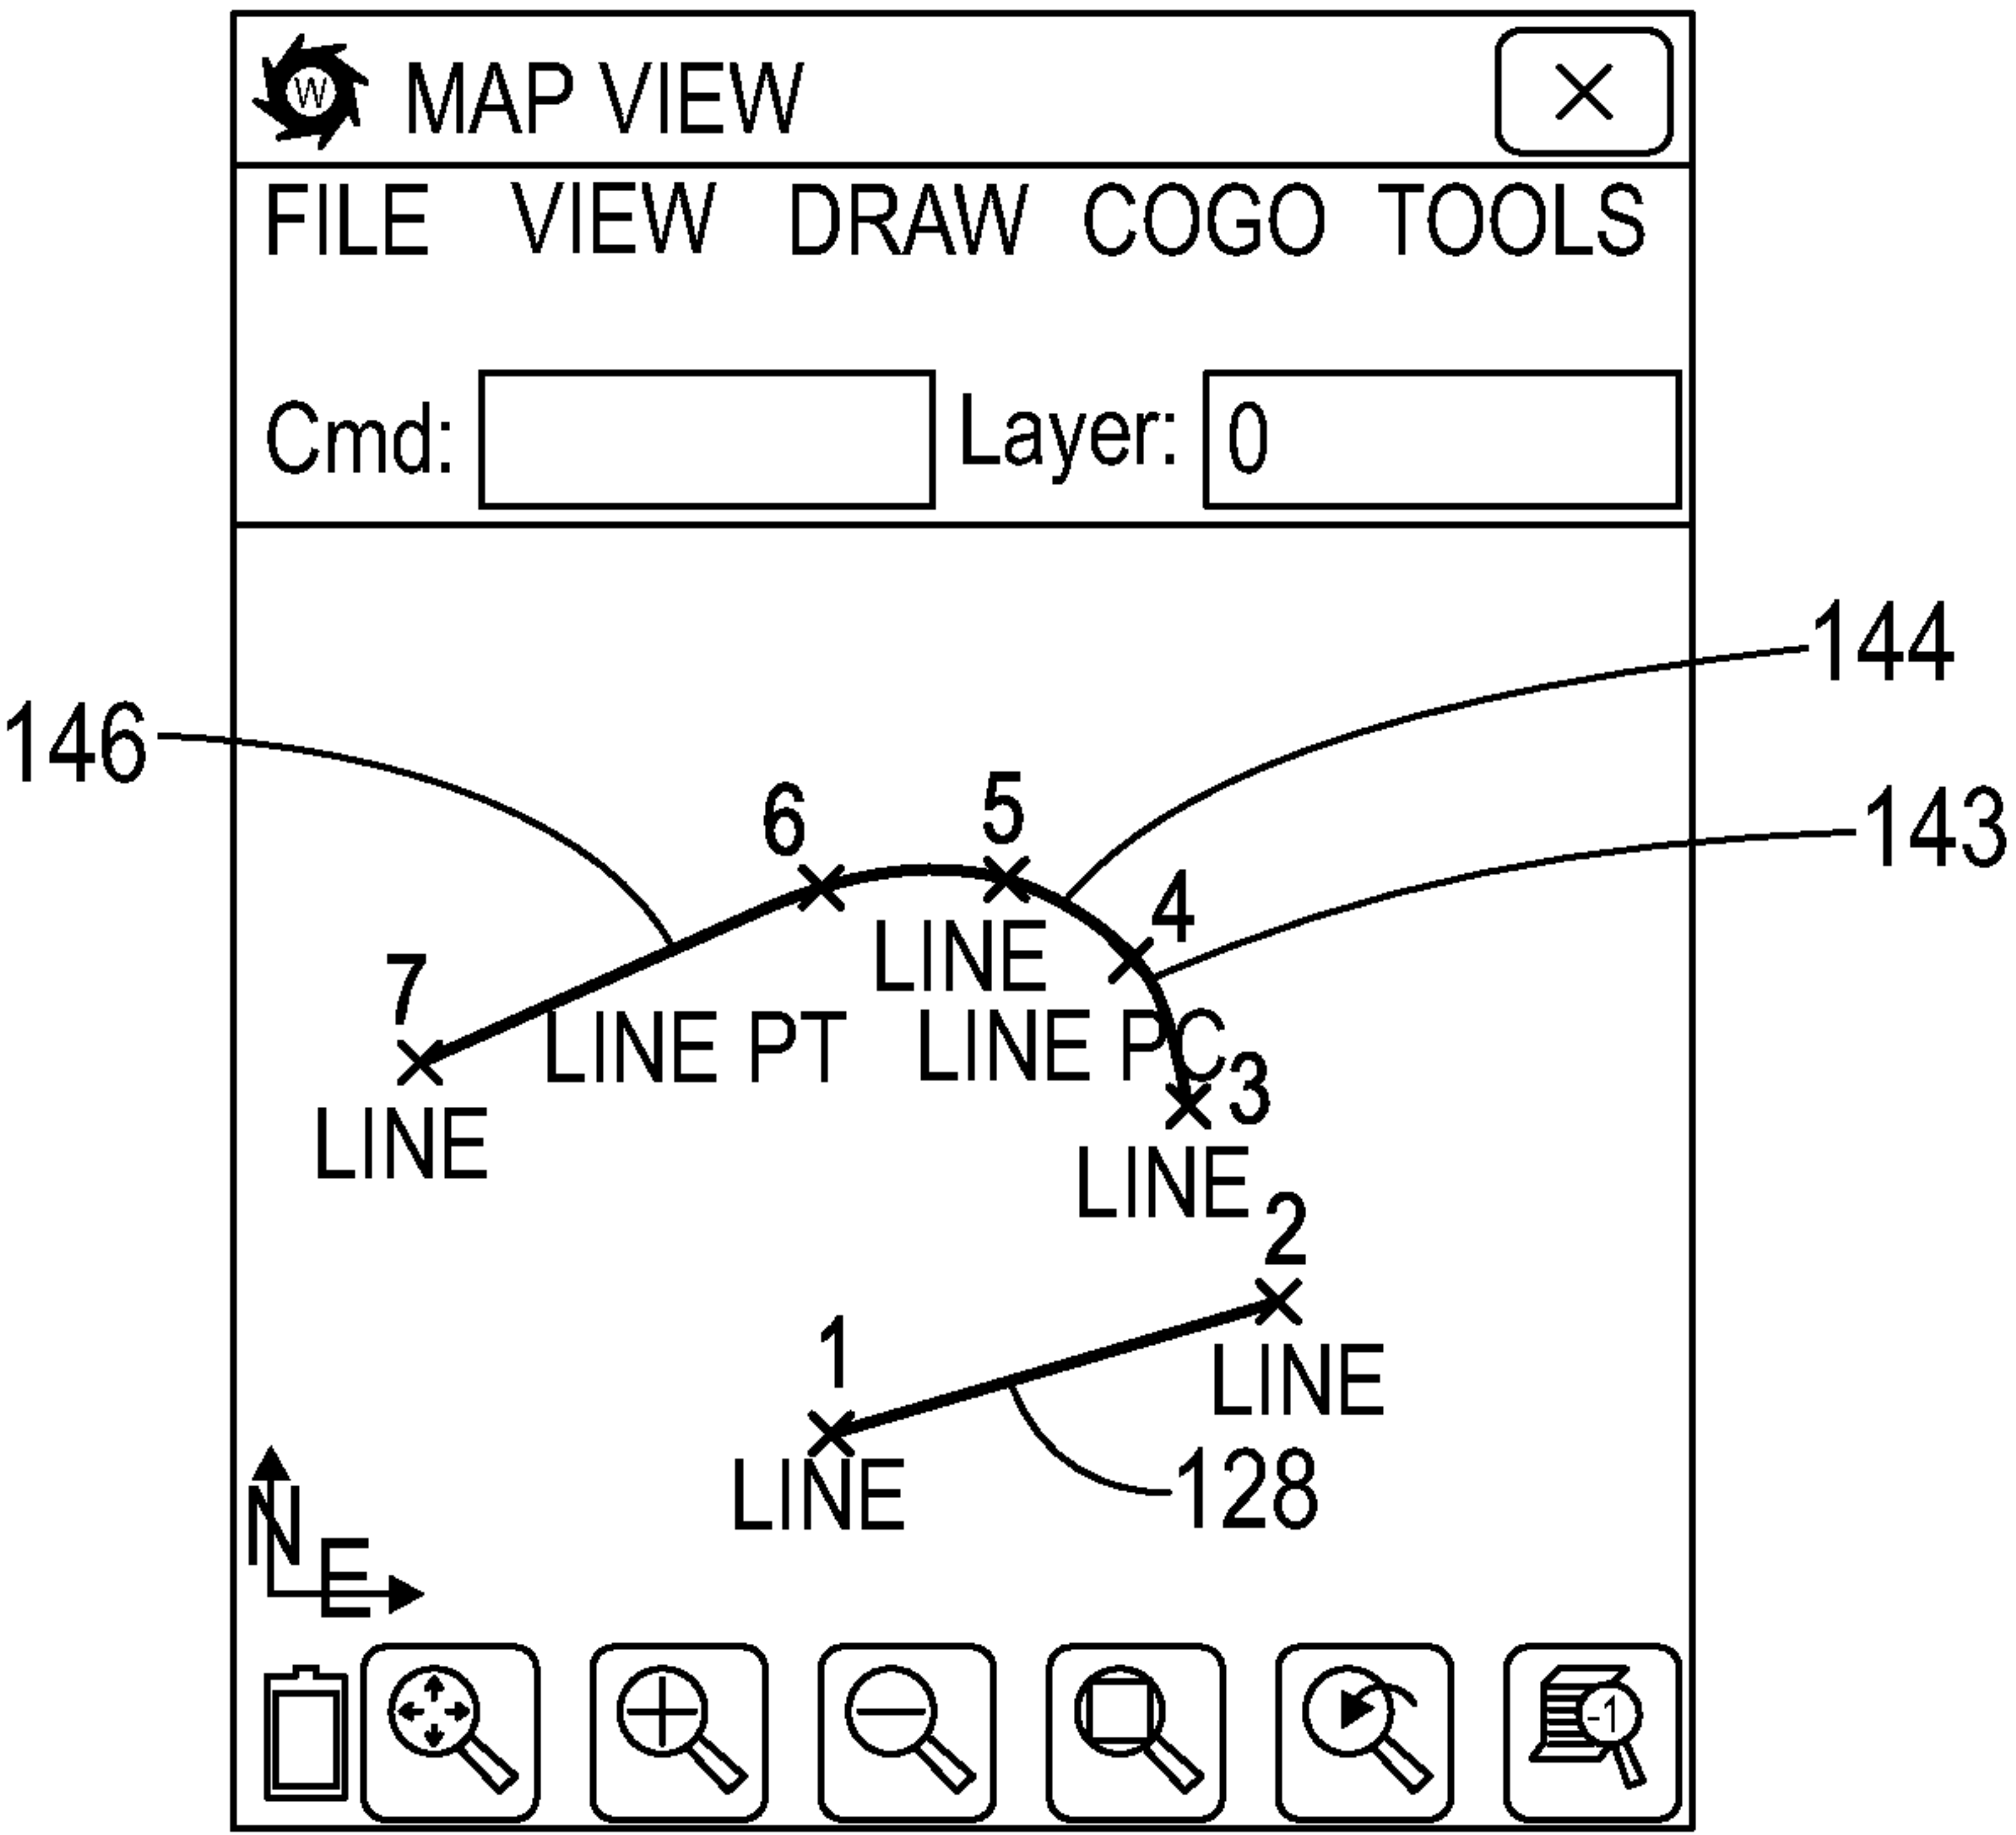 W MAP VIEW
FILE VIEW DRAW COGO TOOLS
Cmd: Layer: 0
144
146
143
6 5
4
LINE
7
LINE PT LINE PC
3
LINE
LINE
2
1
LINE
LINE
128
N
E
-1